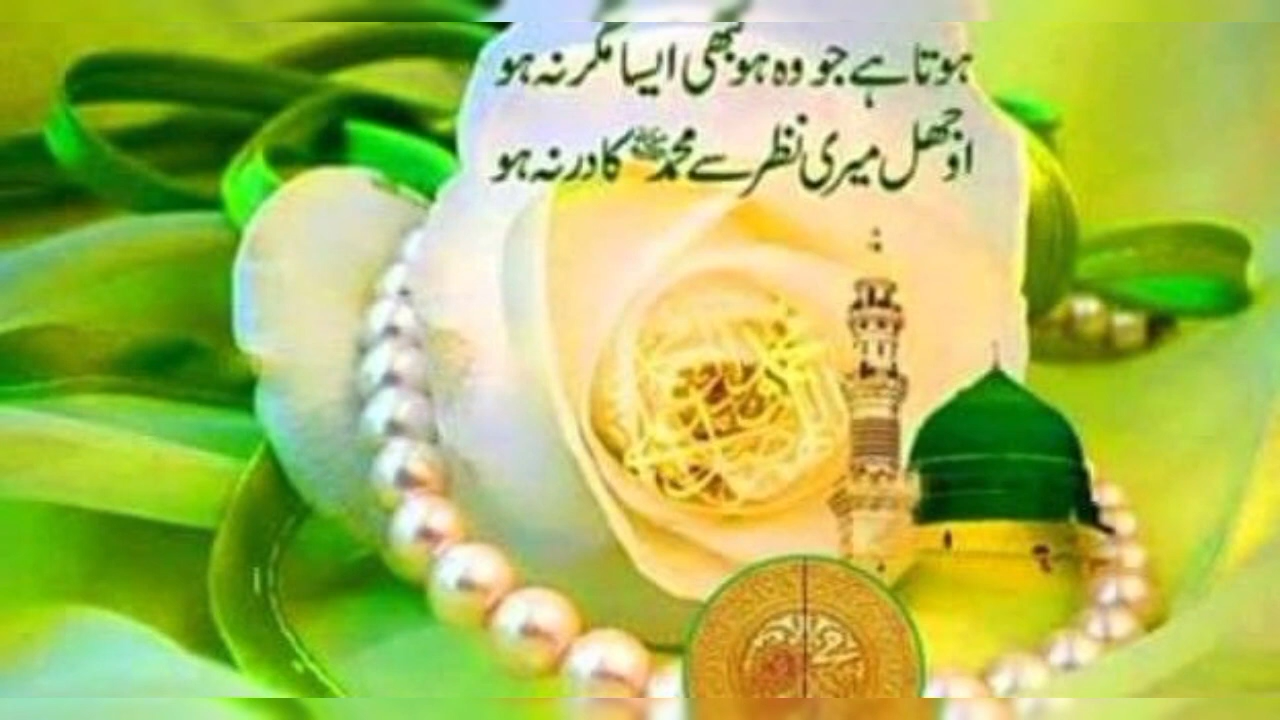 ہوتا ہے جو وہ ہو بھی ایسا مگر نہ ہو
اوجھل میری نظر سے محمد ﷺ کا در نہ ہو